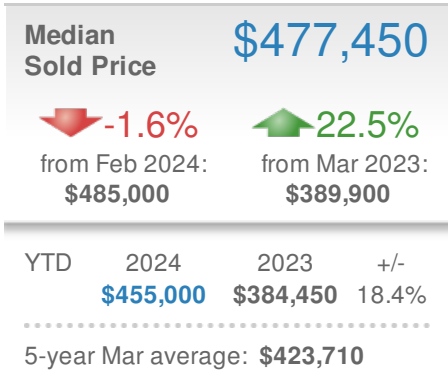 Median
Sold Price
$477,450
-1.6%
22.5%
from Feb 2024:
from Mar 2023:
$485,000
$389,900
YTD 2024 2023 +/-
$455,000 $384,450 18.4%
5-year Mar average: $423,710